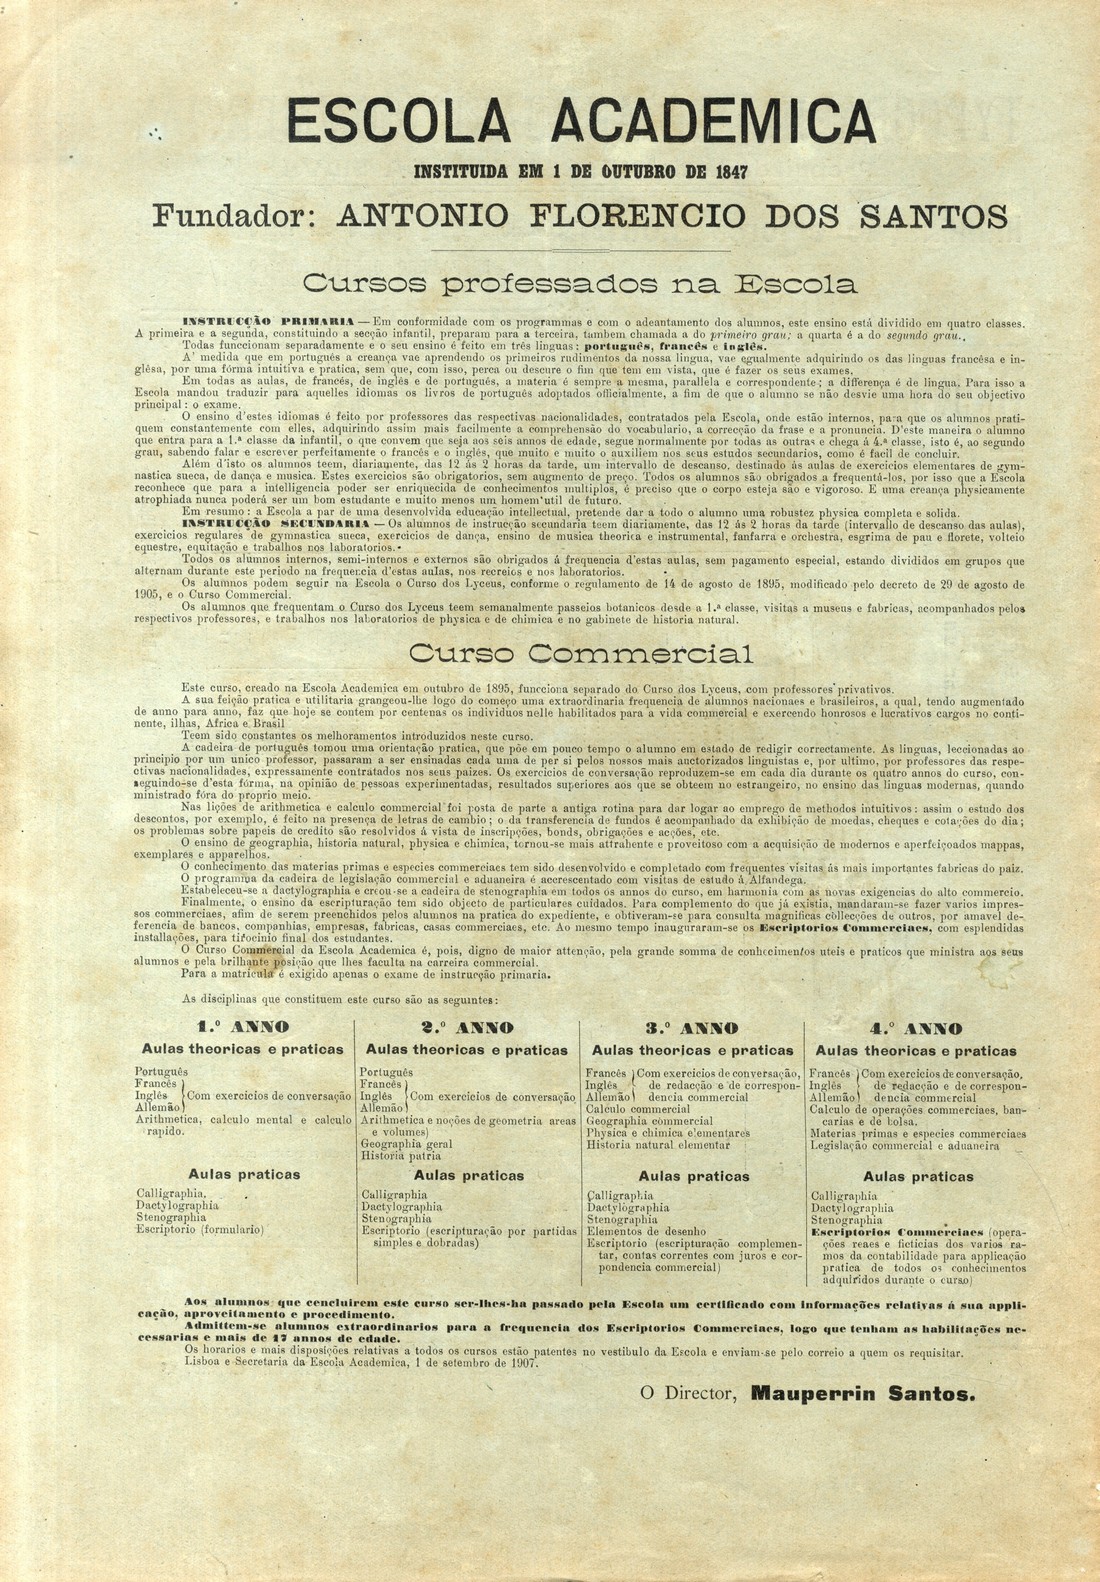 ESCOLA ACADEMICA
INSTITUIDA EM 1 DE OUTUBRO DE 1847
Fundador: ANTONIO FLORENCIO DOS SANTOS
Cursos professados na Escola
INSTRUCÇÃO PRIMARIA — Em conformidade com os programmas e com o adeantamento dos alumnos, este ensino está dividido em quatro classes.
A primeira e a segunda, constituindo a secção infantil, preparam para a terceira, tambem chamada a do primeiro grau; a quarta é a do segundo grau.
Todas funccionam separadamente e o seu ensino é feito em três linguas: português, francês e inglês.
A' medida que em português a creança vae aprendendo os primeiros rudimentos da nossa lingua, vae egualmente adquirindo os das linguas francêsa e in-
glêsa, por uma fórma intuitiva e pratica, sem que, com isso, perca ou descure o fim que tem em vista, que é fazer os seus exames.
Em todas as aulas, de francês, de inglês e de português, a materia é sempre a mesma, parallela e correspondente; a differença é de lingua. Para isso a
Escola mandou traduzir para aquelles idiomas os livros de português adoptados officialmente, a fim de que o alumno se não desvie uma hora do seu objectivo
principal: o exame.
O ensino d'estes idiomas é feito por professores das respectivas nacionalidades, contratados pela Escola, onde estão internos, para que os alumnos prati-
quem constantemente com elles, adquirindo assim mais facilmente a comprehensão do vocabulario, a correcção da frase e a pronuncia. D'este maneira o alumno
que entra para a 1.ª classe da infantil, o que convem que seja aos seis annos de edade, segue normalmente por todas as outras e chega á 4.ª classe, isto é, ao segundo
grau, sabendo falar e escrever perfeitamente o francês e o inglês, que muito e muito o auxiliem nos seus estudos secundarios, como é facil de concluir.
Além d'isto os alumnos teem, diariamente, das 12 ás 2 horas da tarde, um intervallo de descanso, destinado ás aulas de exercicios elementares de gym-
nastica sueca, de dança e musica. Estes exercicios são obrigatorios, sem augmento de preço. Todos os alumnos são obrigados a frequentá-los, por isso que a Escola
reconhece que para a intelligencia poder ser enriquecida de conhecimentos multiplos, é preciso que o corpo esteja são e vigoroso. E uma creança physicamente
atrophiada nunca poderá ser um bom estudante e muito menos um homem util de futuro.
Em resumo: a Escola a par de uma desenvolvida educação intellectual, pretende dar a todo o alumno uma robustez physica completa e solida.
INSTRUCÇÃO SECUNDARIA — Os alumnos de instrucção secundaria teem diariamente, das 12 ás 2 horas da tarde (intervallo de descanso das aulas),
exercicios regulares de gymnastica sueca, exercicios de dança, ensino de musica theorica e instrumental, fanfarra e orchestra, esgrima de pau e florete, volteio
equestre, equitação e trabalhos nos laboratorios.
Todos os alumnos internos, semi-internos e externos são obrigados á frequencia d'estas aulas, sem pagamento especial, estando divididos em grupos que
alternam durante este periodo na frequencia d'estas aulas, nos recreios e nos laboratorios.
Os alumnos podem seguir na Escola o Curso dos Lyceus, conforme o regulamento de 14 de agosto de 1895, modificado pelo decreto de 29 de agosto de
1905, e o Curso Commercial.
Os alumnos que frequentam o Curso dos Lyceus teem semanalmente passeios botanicos desde a 1.ª classe, visitas a museus e fabricas, acompanhados pelos
respectivos professores, e trabalhos nos laboratorios de physica e de chimica e no gabinete de historia natural.
Curso Commercial
Este curso, creado na Escola Academica em outubro de 1895, funcciona separado do Curso dos Lyceus, com professores privativos.
A sua feição pratica e utilitaria grangeou-lhe logo do começo uma extraordinaria frequencia de alumnos nacionaes e brasileiros, a qual, tendo augmentado
de anno para anno, faz que hoje se contem por centenas os individuos nelle habilitados para a vida commercial e exercendo honrosos e lucrativos cargos no conti-
nente, ilhas, Africa e Brasil
Teem sido constantes os melhoramentos introduzidos neste curso.
A cadeira de português tomou uma orientação pratica, que põe em pouco tempo o alumno em estado de redigir correctamente. As linguas, leccionadas ao
principio por um unico professor, passaram a ser ensinadas cada uma de per si pelos nossos mais auctorizados linguistas e, por ultimo, por professores das respe-
ctivas nacionalidades, expressamente contratados nos seus paizes. Os exercicios de conversação reproduzem-se em cada dia durante os quatro annos do curso, con-
seguindo-se d'esta fórma, na opinião de pessoas experimentadas, resultados superiores aos que se obteem no estrangeiro, no ensino das linguas modernas, quando
ministrado fóra do proprio meio.
Nas lições de arithmetica e calculo commercial foi posta de parte a antiga rotina para dar logar ao emprego de methodos intuitivos: assim o estudo dos
descontos, por exemplo, é feito na presença de letras de cambio; o da transferencia de fundos é acompanhado da exhibição de moedas, cheques e cotações do dia;
os problemas sobre papeis de credito são resolvidos á vista de inscripções, bonds, obrigações e acções, etc.
O ensino de geographia, historia natural, physica e chimica, tornou-se mais attrahente e proveitoso com a acquisição de modernos e aperfeiçoados mappas,
exemplares e apparelhos.
O conhecimento das materias primas e especies commerciaes tem sido desenvolvido e completado com frequentes visitas ás mais importantes fabricas do paiz.
O programma da cadeira de legislação commercial e aduaneira é acrescentado com visitas de estudo á Alfandega.
Estabeleceu-se a dactylographia e creou-se a cadeira de stenographia em todos os annos do curso, em harmonia com as novas exigencias do alto commercio.
Finalmente, o ensino da escripturação tem sido objecto de particulares cuidados. Para complemento do que já existia, mandaram-se fazer varios impres-
sos commerciaes, afim de serem preenchidos pelos alumnos na pratica do expediente, e obtiveram-se para consulta magnificas collecções de outros, por amavel de-
ferencia de bancos, companhias, empresas, fabricas, casas commerciaes, etc. Ao mesmo tempo inauguraram-se os Escriptorios Commerciaes, com esplendidas
installações, para tirocinio final dos estudantes.
O Curso Commercial da Escola Academica é, pois, digno de maior attenção, pela grande somma de conhecimentos uteis e praticos que ministra aos seus
alumnos e pela brilhante posição que lhes faculta na carreira commercial.
Para a matricula é exigido apenas o exame de instrucção primaria.
As disciplinas que constituem este curso são as seguintes:
1.º ANNO
Aulas theoricas e praticas
Português
Francês
Inglês } Com exercicios de conversação
Allemão
Arithmetica, calculo mental e calculo
rapido.
Aulas praticas
Calligraphia.
Dactylographia
Stenographia
Escriptorio (formulario)
2.º ANNO
Aulas theoricas e praticas
Português
Francês
Inglês } Com exercicios de conversação
Allemão
Arithmetica e noções de geometria areas
e volumes)
Geographia geral
Historia patria
Aulas praticas
Calligraphia
Dactylographia
Stenographia
Escriptorio (escripturação por partidas
simples e dobradas)
3.º ANNO
Aulas theoricas e praticas
Francês } Com exercicios de conversação,
Inglês de redacção e de correspon-
Allemão dencia commercial
Calculo commercial
Geographia commercial
Physica e chimica elementares
Historia natural elementar
Aulas praticas
Calligraphia
Dactylographia
Stenographia
Elementos de desenho
Escriptorio (escripturação complemen-
tar, contas correntes com juros e cor-
pondencia commercial)
4.º ANNO
Aulas theoricas e praticas
Francês } Com exercicios de conversação,
Inglês de redacção e de correspon-
Allemão dencia commercial
Calculo de operações commerciaes, ban-
carias e de bolsa.
Materias primas e especies commerciaes
Legislação commercial e aduaneira
Aulas praticas
Calligraphia
Dactylographia
Stenographia
Escriptorios Commerciaes (opera-
ções reaes e ficticias dos varios ra-
mos da contabilidade para applicação
pratica de todos os conhecimentos
adquiridos durante o curso)
Aos alumnos que concluirem este curso ser-lhes-ha passado pela Escola um certificado com informações relativas á sua appli-
cação, aproveitamento e procedimento.
Admittem-se alumnos extraordinarios para a frequencia dos Escriptorios Commerciaes, logo que tenham as habilitações ne-
cessarias e mais de 17 annos de edade.
Os horarios e mais disposições relativas a todos os cursos estão patentes no vestibulo da Escola e enviam-se pelo correio a quem os requisitar.
Lisboa e Secretaria da Escola Academica, 1 de setembro de 1907.
O Director, Mauperrin Santos.